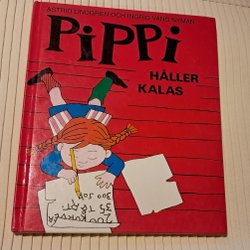 ASTRID LINDGREN OCH INGRID VANG NYMAN
PiPPi
HÅLLER
KALAS